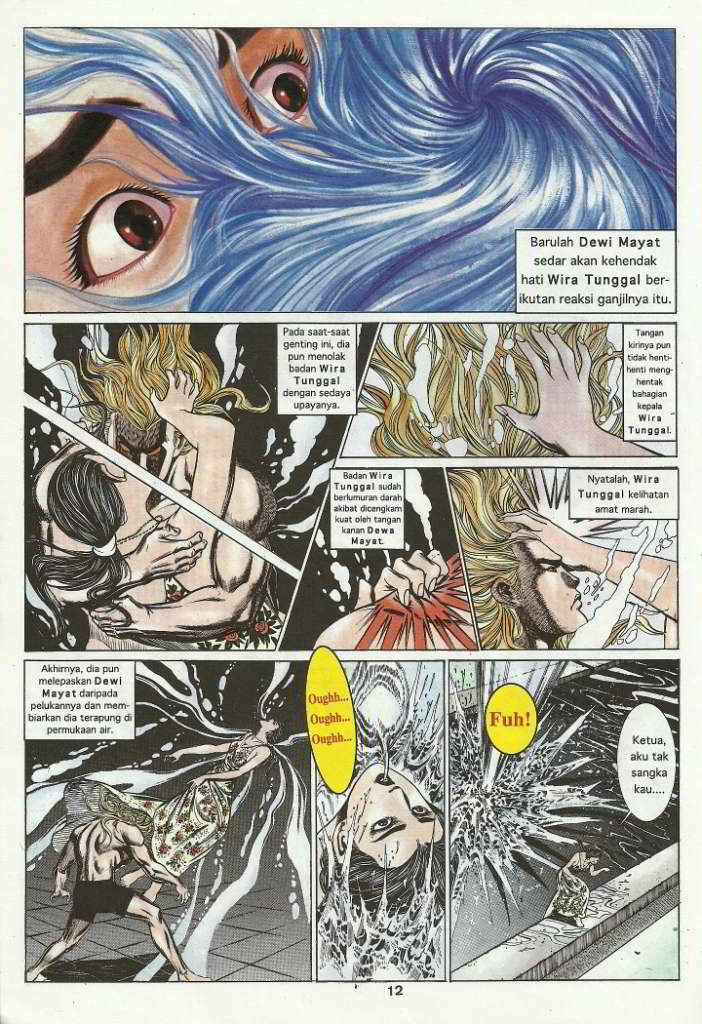 Barulah Dewi Mayat
sedar akan kehendak
hati Wira Tunggal ber-
ikutan reaksi ganjilnya itu.
Pada saat-saat
genting ini, dia
pun menolak
badan Wira
Tunggal
dengan sedaya
upayanya.
Tangan
kirinya pun
tidak henti-
henti meng-
hentak
bahagian
kepala
Wira
Tunggal.
Badan Wira
Tunggal sudah
berlumuran darah
akibat dicengkam
kuat oleh tangan
kanan Dewa
Mayat.
Nyatalah, Wira
Tunggal kelihatan
amat marah.
Akhirnya, dia pun
melepaskan Dewi
Mayat daripada
pelukannya dan mem-
biarkan dia terapung di
permukaan air.
Oughh...
Oughh...
Oughh...
Fuh!
Ketua,
aku tak
sangka
kau....
12